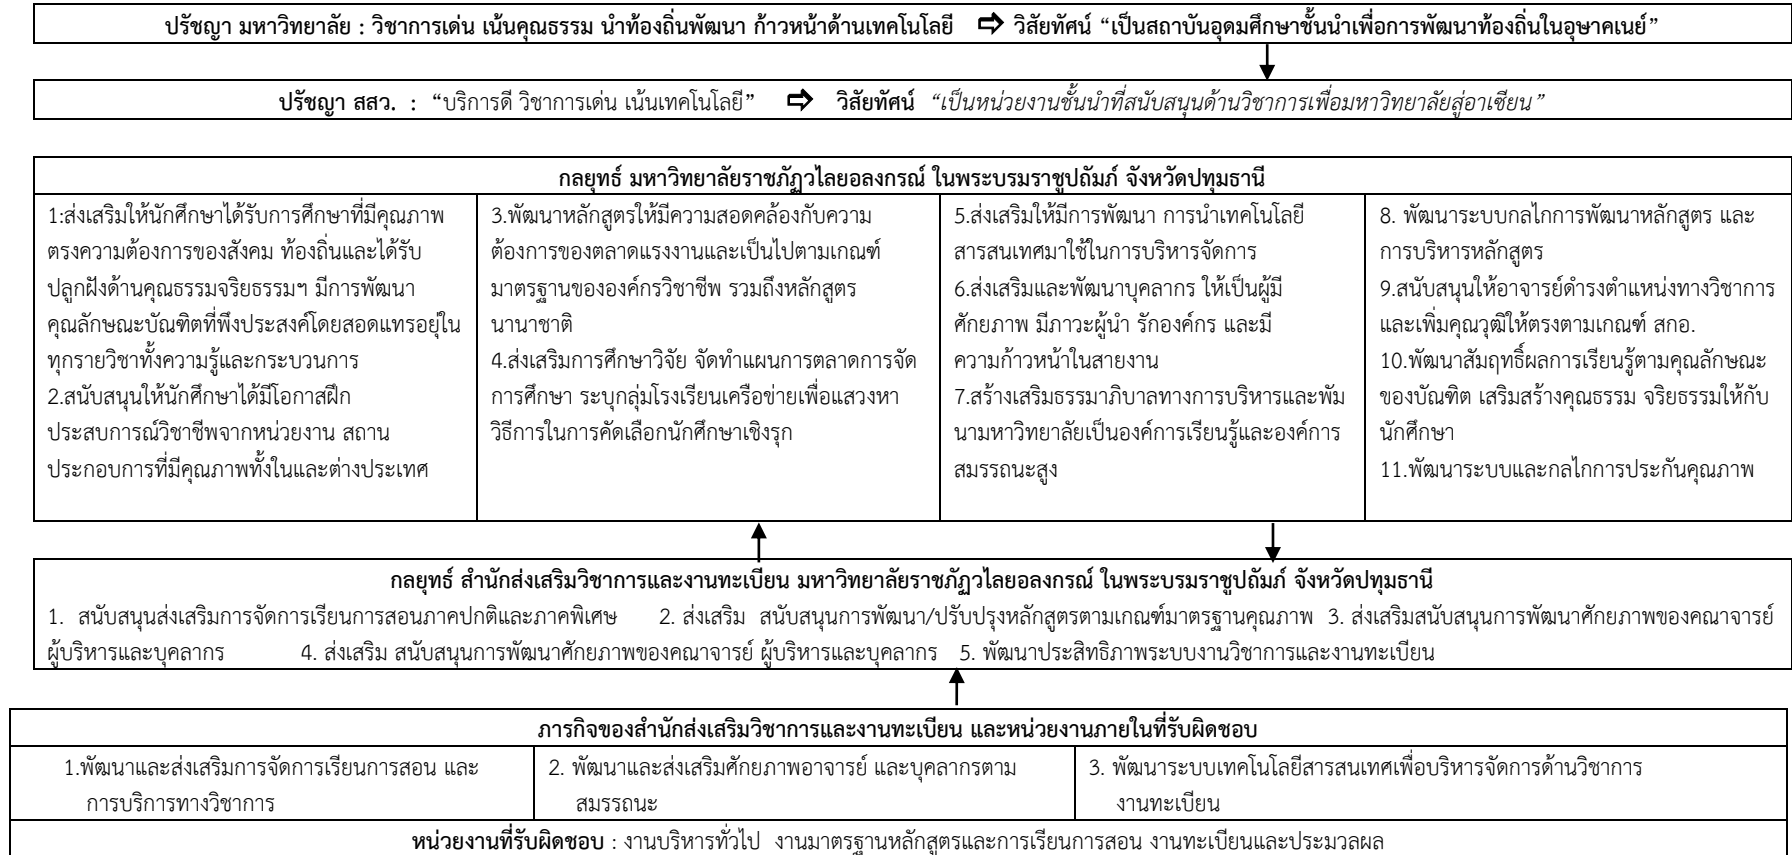 ปรัชญา มหาวิทยาลัย : วิชาการเด่น เน้นคุณธรรม นำท้องถิ่นพัฒนา ก้าวหน้าด้านเทคโนโลยี ⇨ วิสัยทัศน์ “เป็นสถาบันอุดมศึกษาชั้นนำเพื่อการพัฒนาท้องถิ่นในอุษาคเนย์”
ปรัชญา สสว. : “บริการดี วิชาการเด่น เน้นเทคโนโลยี” ⇨ วิสัยทัศน์ “เป็นหน่วยงานชั้นนำที่สนับสนุนด้านวิชาการเพื่อมหาวิทยาลัยสู่อาเซียน”
กลยุทธ์ มหาวิทยาลัยราชภัฏวไลยอลงกรณ์ ในพระบรมราชูปถัมภ์ จังหวัดปทุมธานี
1:ส่งเสริมให้นักศึกษาได้รับการศึกษาที่มีคุณภาพ
ตรงความต้องการของสังคม ท้องถิ่นและได้รับ
ปลูกฝังด้านคุณธรรมจริยธรรมฯ มีการพัฒนา
คุณลักษณะบัณฑิตที่พึงประสงค์โดยสอดแทรอยู่ใน
ทุกรายวิชาทั้งความรู้และกระบวนการ
2.สนับสนุนให้นักศึกษาได้มีโอกาสฝึก
ประสบการณ์วิชาชีพจากหน่วยงาน สถาน
ประกอบการที่มีคุณภาพทั้งในและต่างประเทศ
3.พัฒนาหลักสูตรให้มีความสอดคล้องกับความ
ต้องการของตลาดแรงงานและเป็นไปตามเกณฑ์
มาตรฐานขององค์กรวิชาชีพ รวมถึงหลักสูตร
นานาชาติ
4.ส่งเสริมการศึกษาวิจัย จัดทำแผนการตลาดการจัด
การศึกษา ระบุกลุ่มโรงเรียนเครือข่ายเพื่อแสวงหา
วิธีการในการคัดเลือกนักศึกษาเชิงรุก
5.ส่งเสริมให้มีการพัฒนา การนำเทคโนโลยี
สารสนเทศมาใช้ในการบริหารจัดการ
6.ส่งเสริมและพัฒนาบุคลากร ให้เป็นผู้มี
ศักยภาพ มีภาวะผู้นำ รักองค์กร และมี
ความก้าวหน้าในสายงาน
7.สร้างเสริมธรรมาภิบาลทางการบริหารและพัม
นามหาวิทยาลัยเป็นองค์การเรียนรู้และองค์การ
สมรรถนะสูง
8. พัฒนาระบบกลไกการพัฒนาหลักสูตร และ
การบริหารหลักสูตร
9.สนับสนุนให้อาจารย์ดำรงตำแหน่งทางวิชาการ
และเพิ่มคุณวุฒิให้ตรงตามเกณฑ์ สกอ.
10.พัฒนาสัมฤทธิ์ผลการเรียนรู้ตามคุณลักษณะ
ของบัณฑิต เสริมสร้างคุณธรรม จริยธรรมให้กับ
นักศึกษา
11.พัฒนาระบบและกลไกการประกันคุณภาพ
กลยุทธ์ สำนักส่งเสริมวิชาการและงานทะเบียน มหาวิทยาลัยราชภัฏวไลยอลงกรณ์ ในพระบรมราชูปถัมภ์ จังหวัดปทุมธานี
1. สนับสนุนส่งเสริมการจัดการเรียนการสอนภาคปกติและภาคพิเศษ 2. ส่งเสริม สนับสนุนการพัฒนา/ปรับปรุงหลักสูตรตามเกณฑ์มาตรฐานคุณภาพ 3. ส่งเสริมสนับสนุนการพัฒนาศักยภาพของคณาจารย์
ผู้บริหารและบุคลากร 4. ส่งเสริม สนับสนุนการพัฒนาศักยภาพของคณาจารย์ ผู้บริหารและบุคลากร 5. พัฒนาประสิทธิภาพระบบงานวิชาการและงานทะเบียน
ภารกิจของสำนักส่งเสริมวิชาการและงานทะเบียน และหน่วยงานภายในที่รับผิดชอบ
1.พัฒนาและส่งเสริมการจัดการเรียนการสอน และ
การบริการทางวิชาการ
2. พัฒนาและส่งเสริมศักยภาพอาจารย์ และบุคลากรตาม
สมรรถนะ
3. พัฒนาระบบเทคโนโลยีสารสนเทศเพื่อบริหารจัดการด้านวิชาการ
งานทะเบียน
หน่วยงานที่รับผิดชอบ : งานบริหารทั่วไป งานมาตรฐานหลักสูตรและการเรียนการสอน งานทะเบียนและประมวลผล